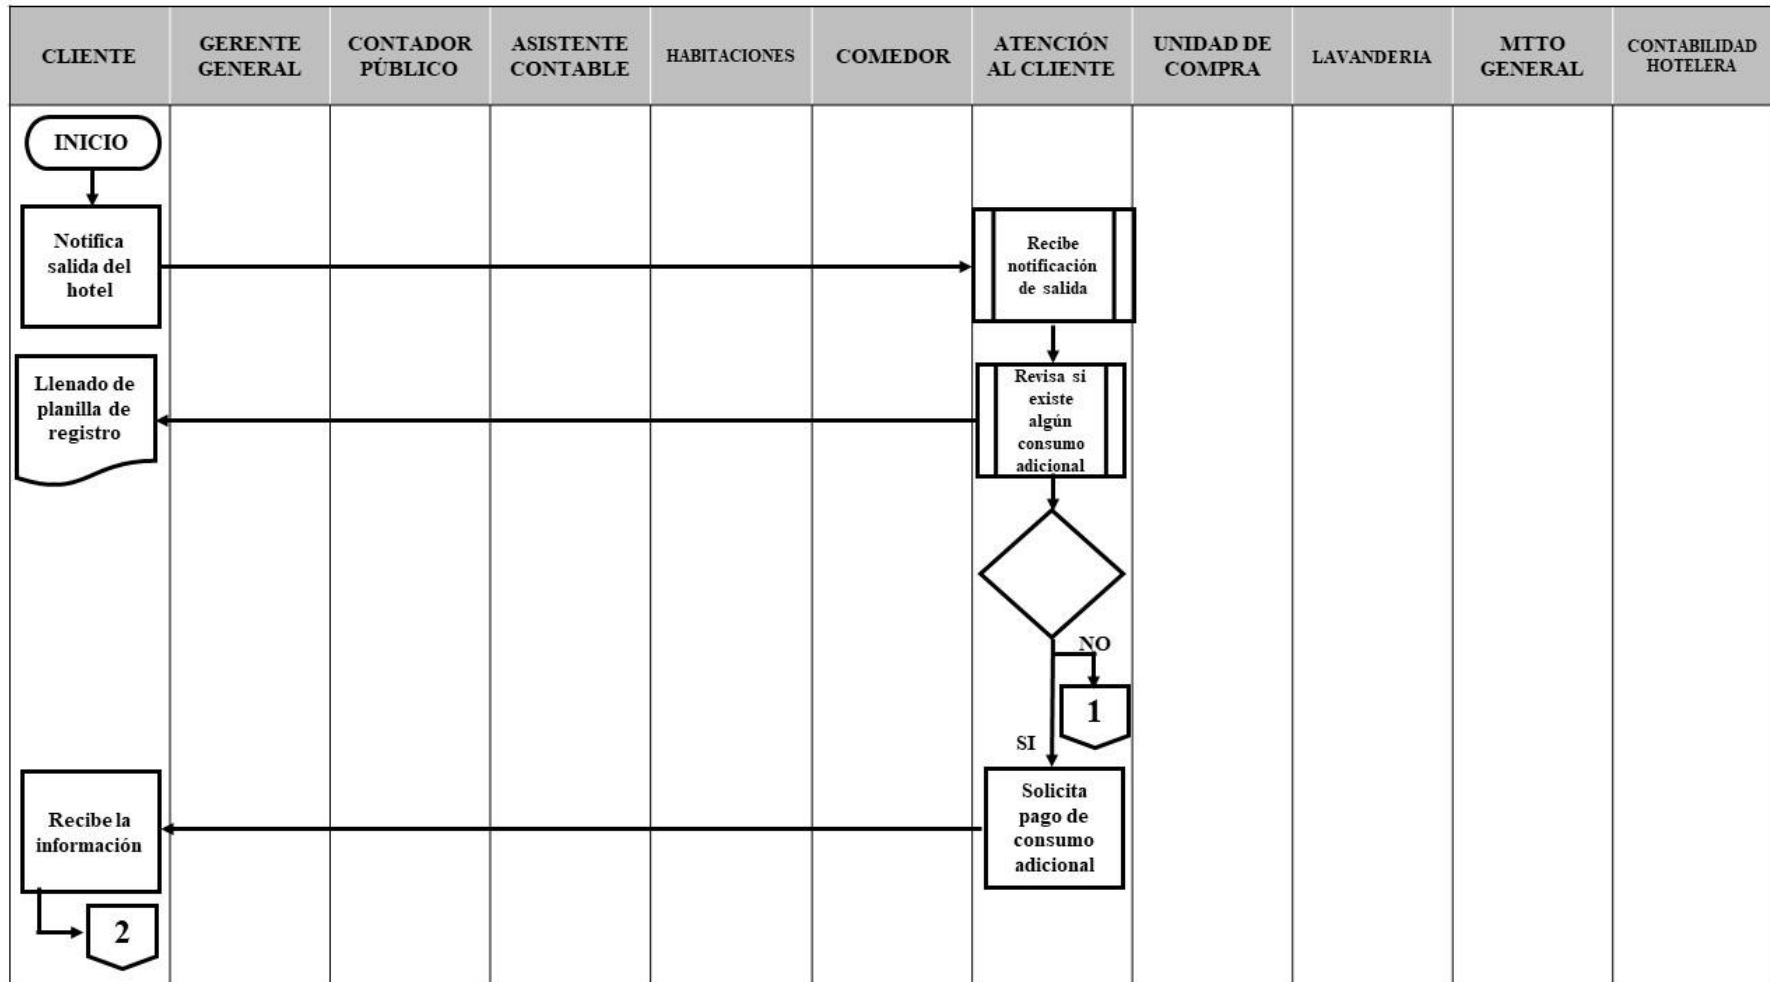 CLIENTE
GERENTE
GENERAL
CONTADOR
PÚBLICO
ASISTENTE
CONTABLE
HABITACIONES
COMEDOR
ATENCIÓN
AL CLIENTE
UNIDAD DE
COMPRA
LAVANDERIA
MTTO
GENERAL
CONTABILIDAD
HOTELERA
INICIO
Notifica
salida del
hotel
Recibe
notificación
de salida
Llenado de
planilla de
registro
Revisa si
existe
algún
consumo
adicional
NO
1
SI
Solicita
pago de
consumo
adicional
Recibe la
información
2